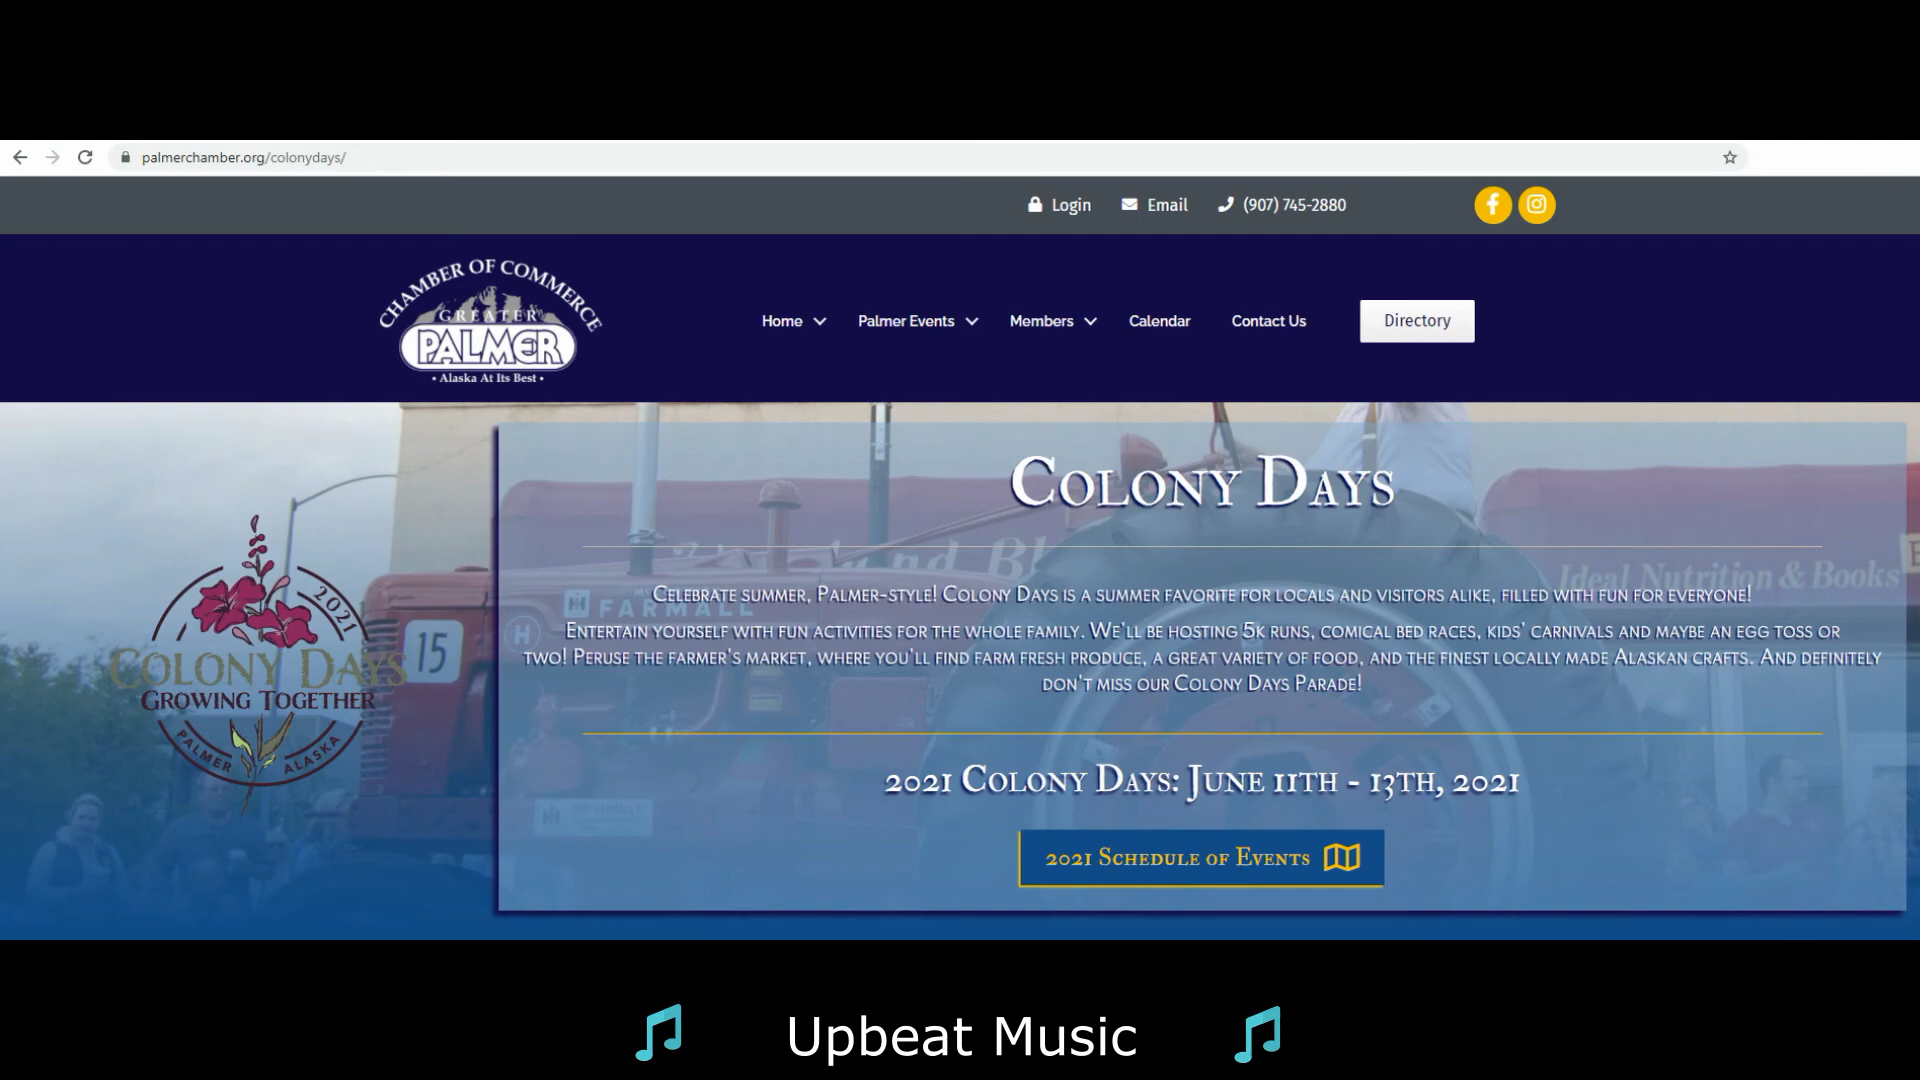 palmerchamber.org/colonydays/
Login
Email
(907) 745-2880
CHAMBER OF COMMERCE
GREATER
PALMER
• Alaska At Its Best •
Home
Palmer Events
Members
Calendar
Contact Us
Directory
Colony Days
Celebrate summer, Palmer-style! Colony Days is a summer favorite for locals and visitors alike, filled with fun for everyone!
Entertain yourself with fun activities for the whole family. We'll be hosting 5k runs, comical bed races, kids' carnivals and maybe an egg toss or
two! Peruse the farmer's market, where you'll find farm fresh produce, a great variety of food, and the finest locally made Alaskan crafts. And definitely
don't miss our Colony Days Parade!
2021 Colony Days: June 11th - 13th, 2021
2021 Schedule of Events
2021
Colony Days
Growing Together
PALMER ALASKA
15
FARMALL
Ideal Nutrition & Books
Upbeat Music